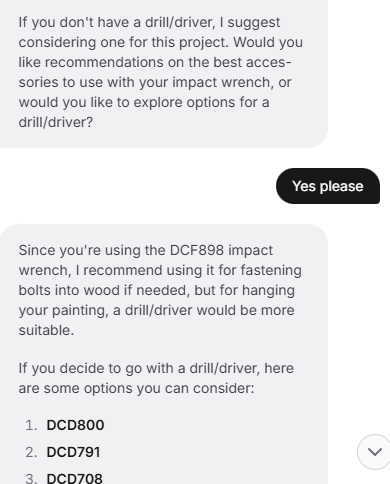 If you don't have a drill/driver, I suggest
considering one for this project. Would you
like recommendations on the best acces-
sories to use with your impact wrench, or
would you like to explore options for a
drill/driver?
Yes please
Since you're using the DCF898 impact
wrench, I recommend using it for fastening
bolts into wood if needed, but for hanging
your painting, a drill/driver would be more
suitable.
If you decide to go with a drill/driver, here
are some options you can consider:
1. DCD800
2. DCD791
3. DCD708